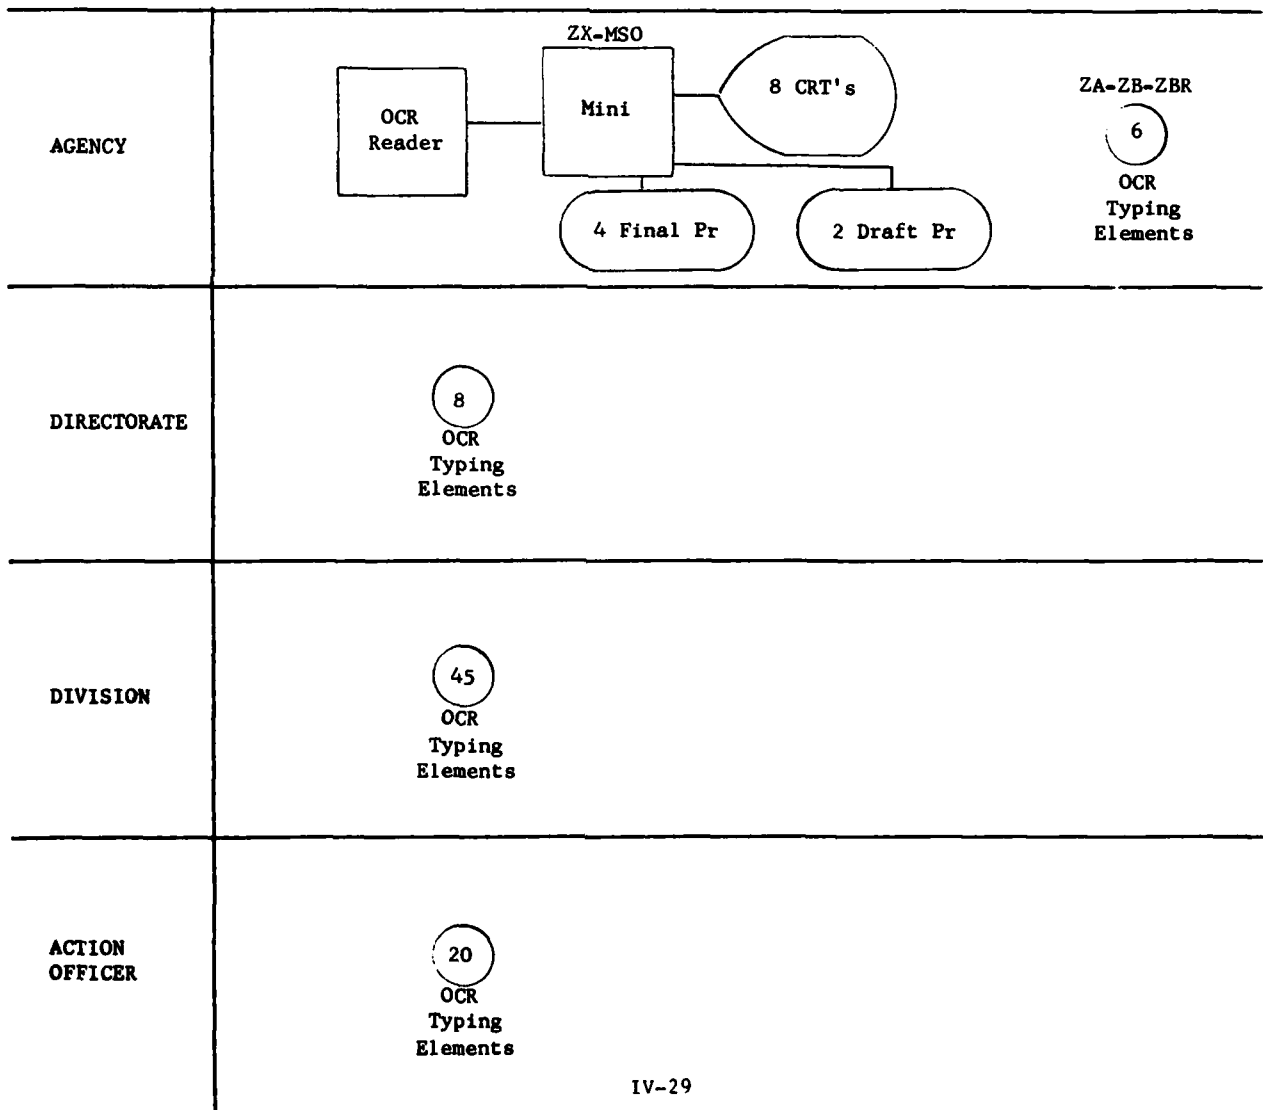 ZX-MSO
AGENCY
OCR
Reader
Mini
8 CRT's
4 Final Pr
2 Draft Pr
ZA-ZB-ZBR
6
OCR
Typing
Elements
DIRECTORATE
8
OCR
Typing
Elements
DIVISION
45
OCR
Typing
Elements
ACTION
OFFICER
20
OCR
Typing
Elements
IV-29